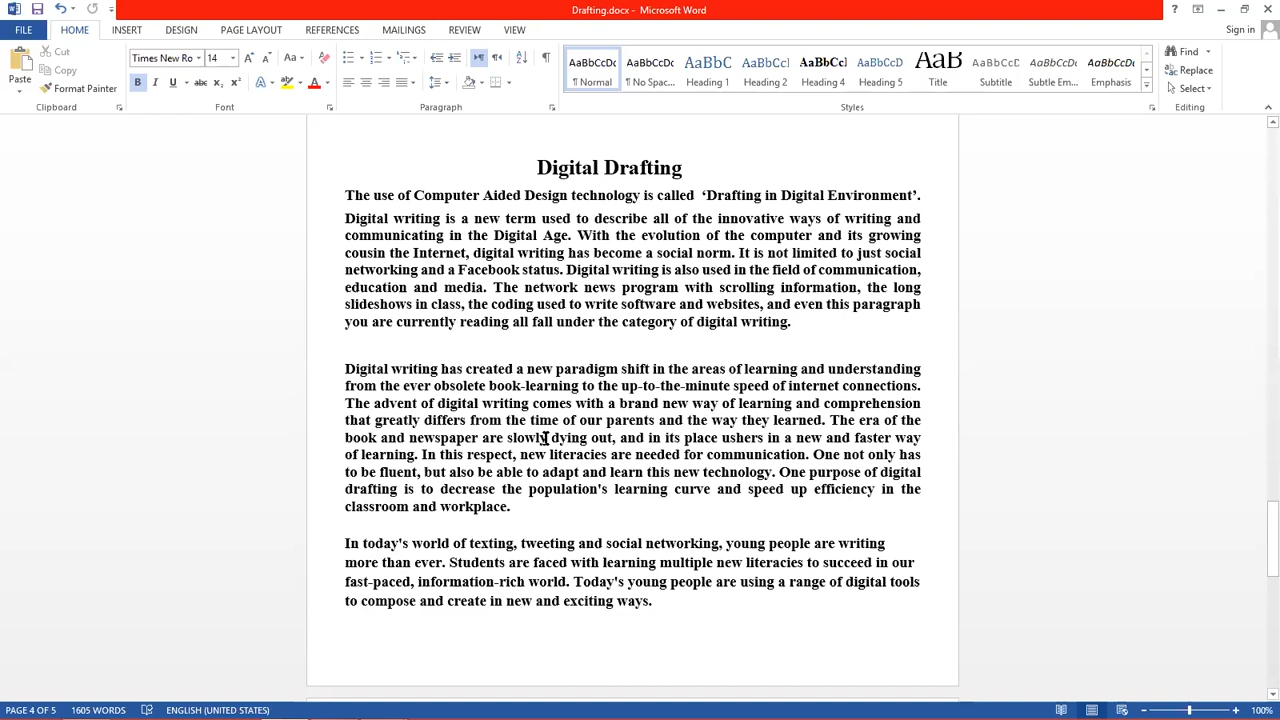 Drafting.docx - Microsoft Word
Sign in
FILE HOME INSERT DESIGN PAGE LAYOUT REFERENCES MAILINGS REVIEW VIEW
Paste
Cut
Copy
Format Painter
Clipboard
Times New Ro 14
Font
Paragraph
AaBbCcDc AaBbCcDc AaBbC AaBbCc AaBbCc AaBbCcD AaB AaBbCcD AaBbCcD AaBbCcDc
¶ Normal ¶ No Spac... Heading 1 Heading 2 Heading 4 Heading 5 Title Subtitle Subtle Em... Emphasis
Styles
Find
Replace
Select
Editing
Digital Drafting
The use of Computer Aided Design technology is called ‘Drafting in Digital Environment’.
Digital writing is a new term used to describe all of the innovative ways of writing and
communicating in the Digital Age. With the evolution of the computer and its growing
cousin the Internet, digital writing has become a social norm. It is not limited to just social
networking and a Facebook status. Digital writing is also used in the field of communication,
education and media. The network news program with scrolling information, the long
slideshows in class, the coding used to write software and websites, and even this paragraph
you are currently reading all fall under the category of digital writing.
Digital writing has created a new paradigm shift in the areas of learning and understanding
from the ever obsolete book-learning to the up-to-the-minute speed of internet connections.
The advent of digital writing comes with a brand new way of learning and comprehension
that greatly differs from the time of our parents and the way they learned. The era of the
book and newspaper are slowly dying out, and in its place ushers in a new and faster way
of learning. In this respect, new literacies are needed for communication. One not only has
to be fluent, but also be able to adapt and learn this new technology. One purpose of digital
drafting is to decrease the population's learning curve and speed up efficiency in the
classroom and workplace.
In today's world of texting, tweeting and social networking, young people are writing
more than ever. Students are faced with learning multiple new literacies to succeed in our
fast-paced, information-rich world. Today's young people are using a range of digital tools
to compose and create in new and exciting ways.
PAGE 4 OF 5 1605 WORDS ENGLISH (UNITED STATES) 100%